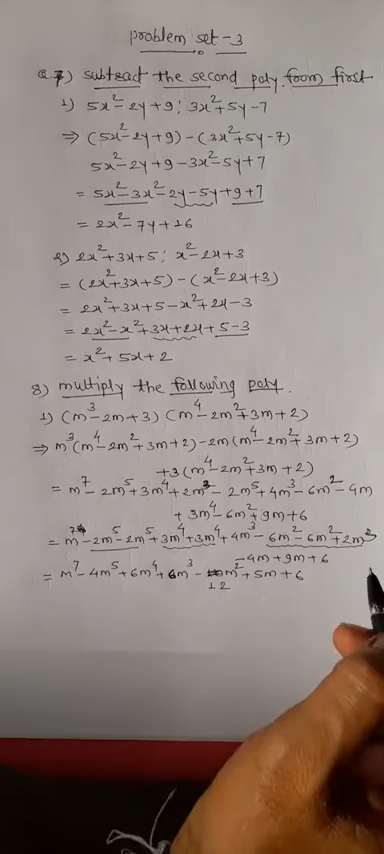 problem set - 3
Q.7) subtract the second poly. from first
1) 5x² - 2y + 9 ; 3x² + 5y - 7
⇒ (5x² - 2y + 9) - (3x² + 5y - 7)
5x² - 2y + 9 - 3x² - 5y + 7
= 5x² - 3x² - 2y - 5y + 9 + 7
= 2x² - 7y + 16
2) 2x² + 3x + 5 ; x² - 2x + 3
= (2x² + 3x + 5) - (x² - 2x + 3)
= 2x² + 3x + 5 - x² + 2x - 3
= 2x² - x² + 3x + 2x + 5 - 3
= x² + 5x + 2
8) multiply the following poly.
1) (m³ - 2m + 3) (m⁴ - 2m² + 3m + 2)
⇒ m³(m⁴ - 2m² + 3m + 2) - 2m(m⁴ - 2m² + 3m + 2)
+ 3(m⁴ - 2m² + 3m + 2)
= m⁷ - 2m⁵ + 3m⁴ + 2m³ - 2m⁵ + 4m³ - 6m² - 4m
+ 3m⁴ - 6m² + 9m + 6
= m⁷ - 2m⁵ - 2m⁵ + 3m⁴ + 3m⁴ + 4m³ - 6m² - 6m² + 2m³
- 4m + 9m + 6
= m⁷ - 4m⁵ + 6m⁴ + 6m³ - m² + 5m + 6
12